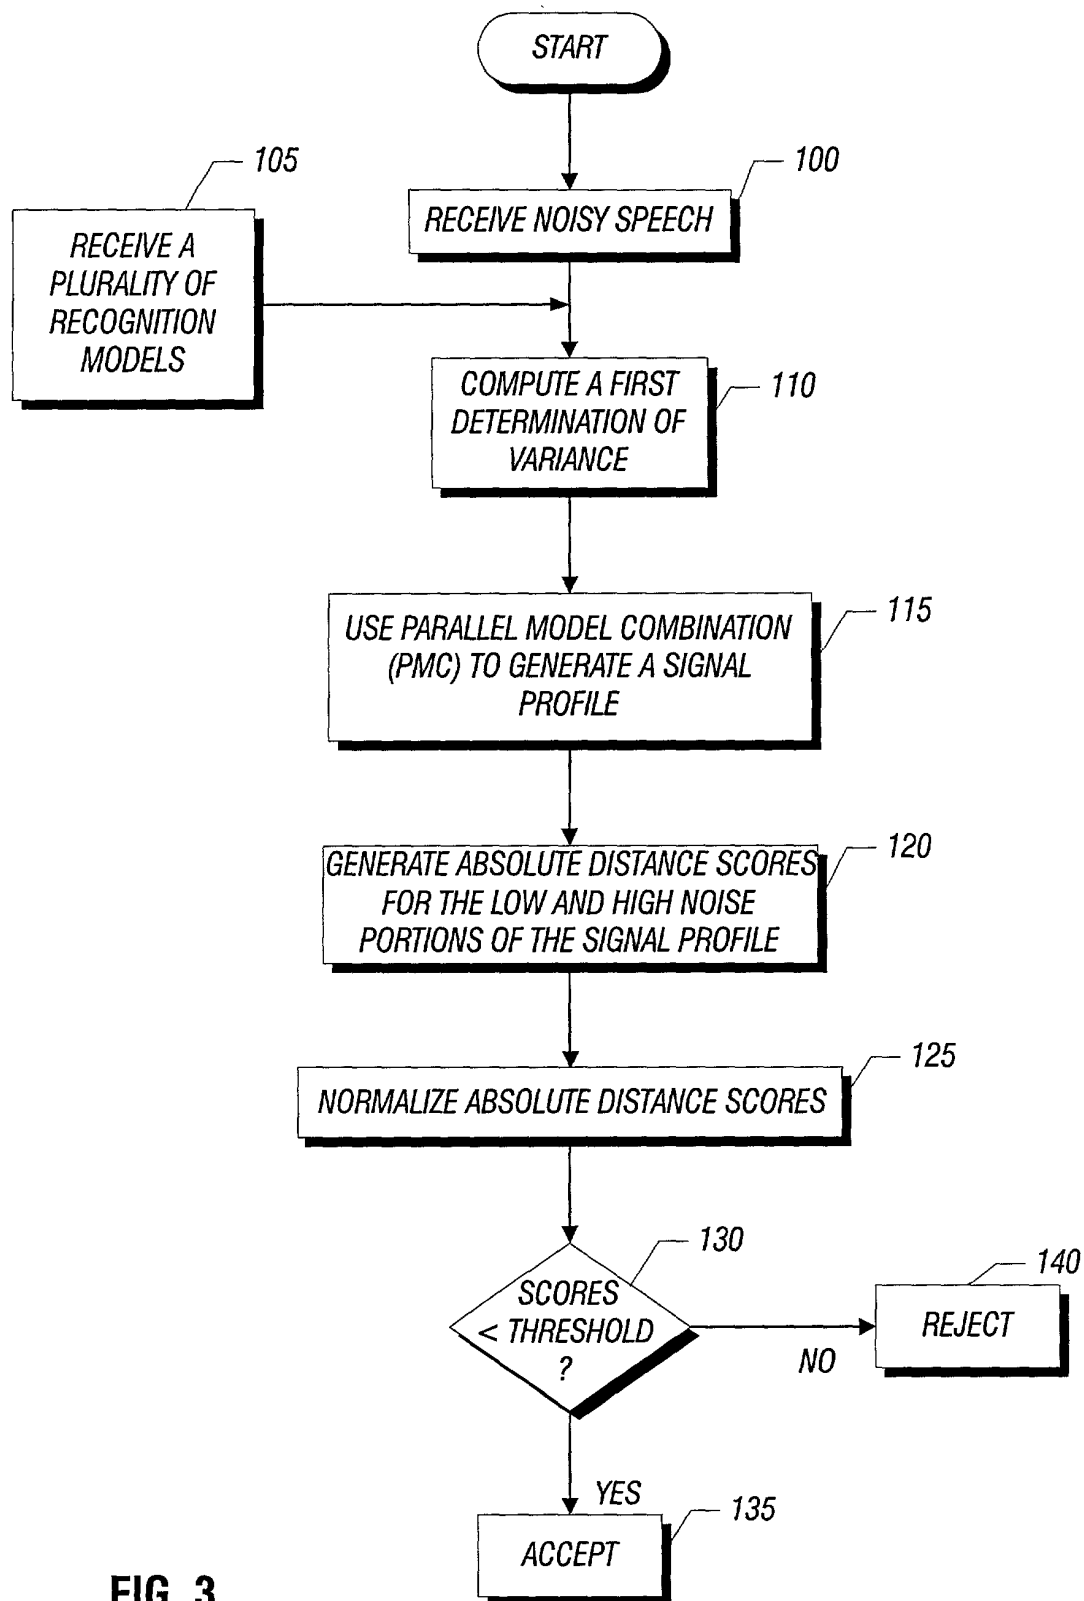 START
100
RECEIVE NOISY SPEECH
105
RECEIVE A
PLURALITY OF
RECOGNITION
MODELS
110
COMPUTE A FIRST
DETERMINATION OF
VARIANCE
115
USE PARALLEL MODEL COMBINATION
(PMC) TO GENERATE A SIGNAL
PROFILE
120
GENERATE ABSOLUTE DISTANCE SCORES
FOR THE LOW AND HIGH NOISE
PORTIONS OF THE SIGNAL PROFILE
125
NORMALIZE ABSOLUTE DISTANCE SCORES
130
SCORES
< THRESHOLD
?
NO
140
REJECT
YES
135
ACCEPT
FIG. 3